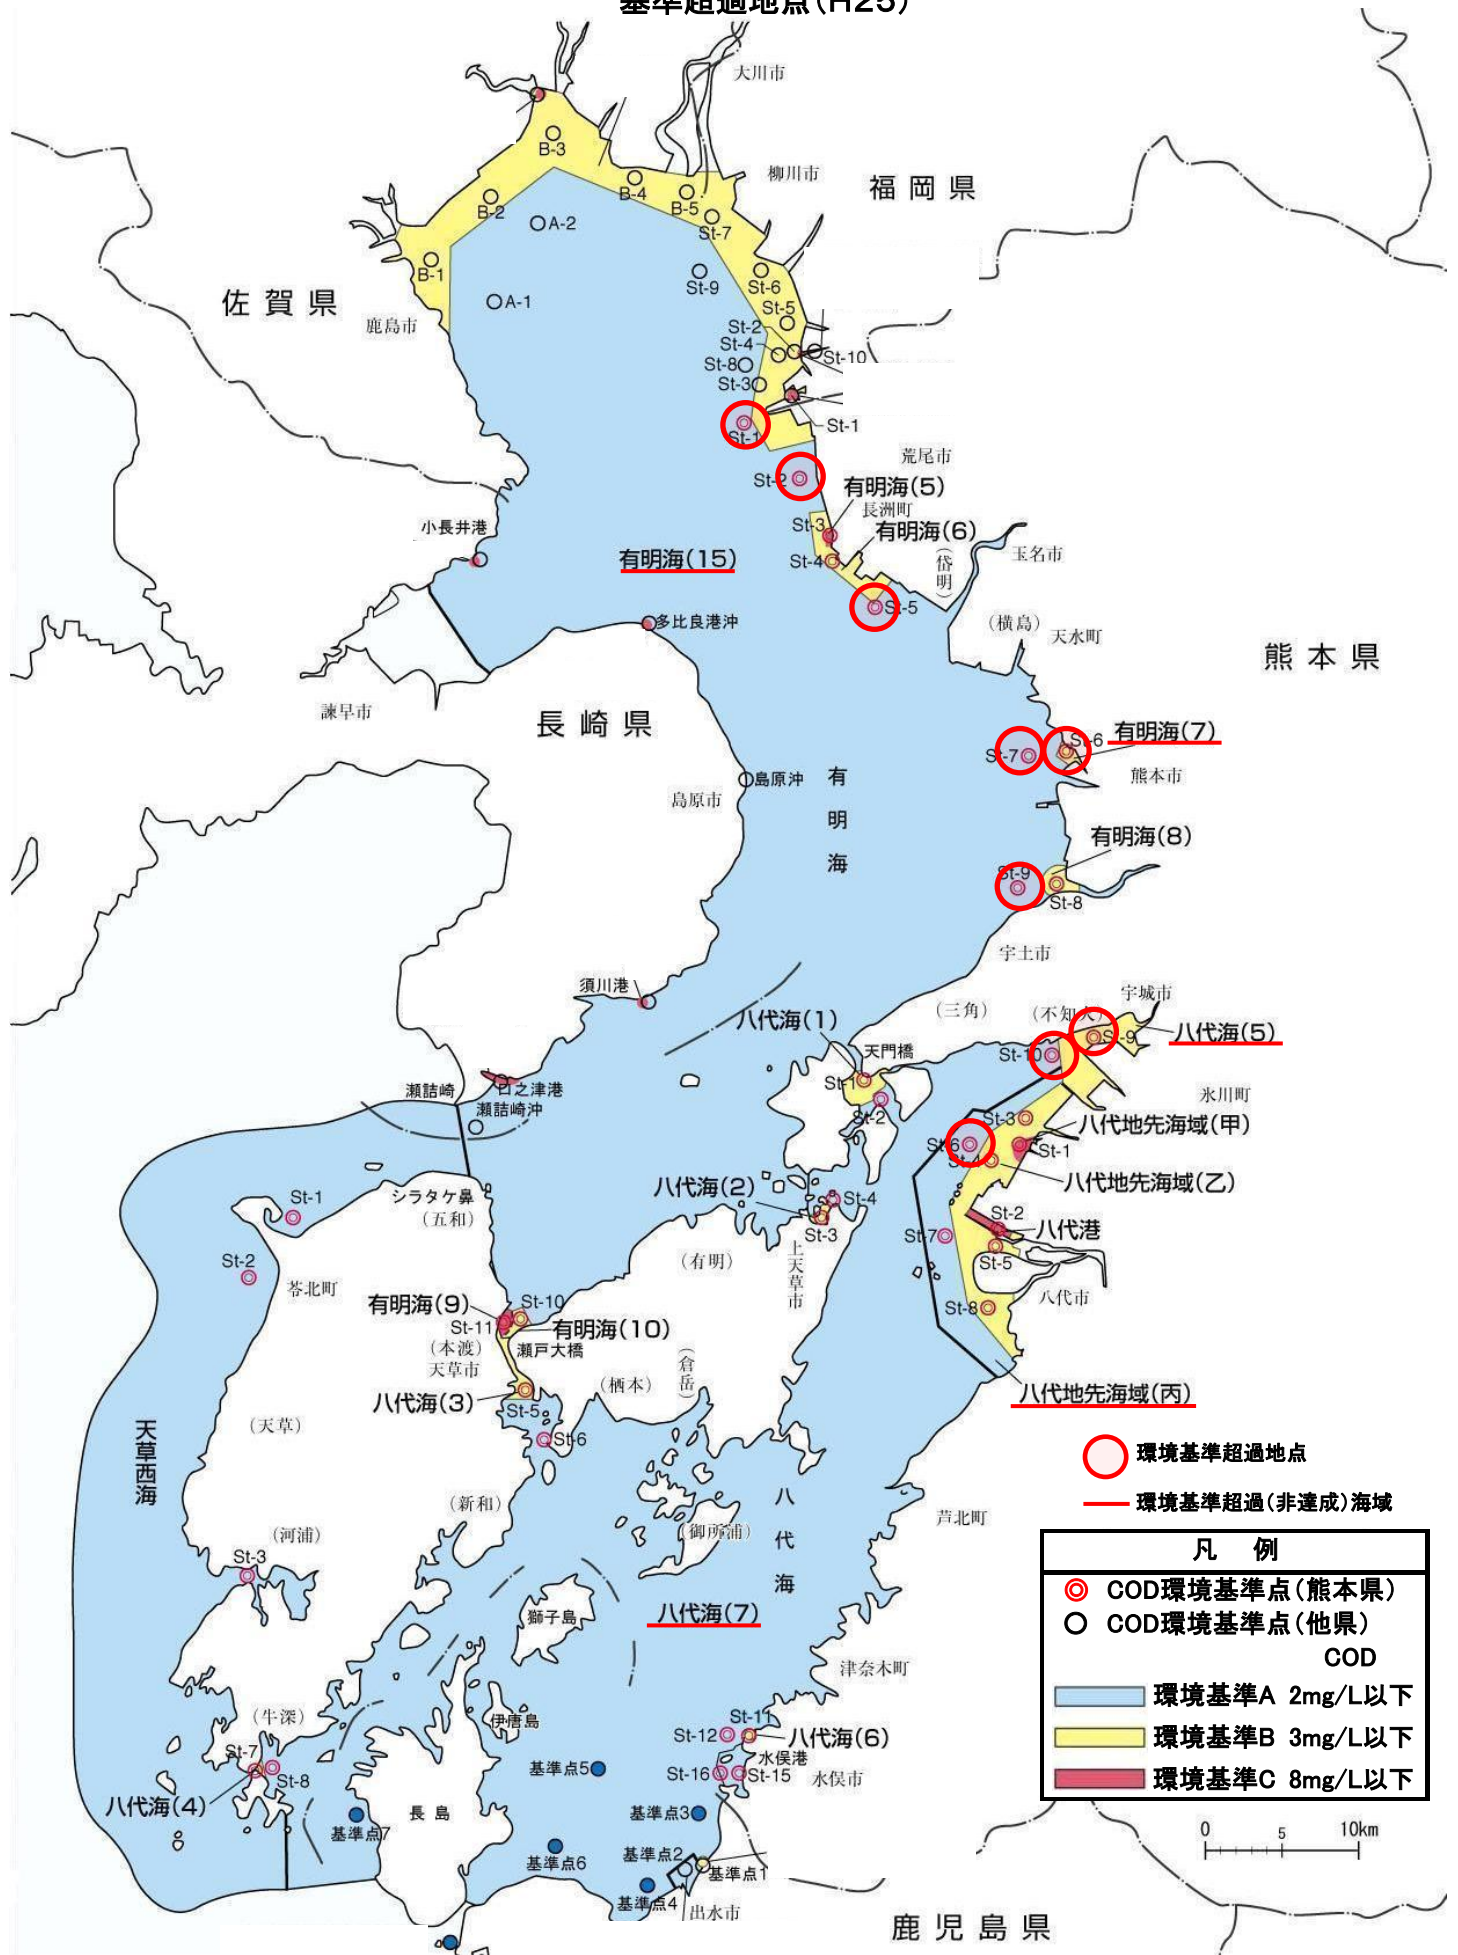 基準超過地点(H25)
大川市
B-3
柳川市
福岡県
B-4
B-5
B-2
A-2
St-7
B-1
St-9
St-6
佐賀県
A-1
鹿島市
St-5
St-2
St-4
St-10
St-8
St-3
St-1
St-1
荒尾市
St-2
有明海(5)
長洲町
小長井港
St-3
有明海(6)
有明海(15)
St-4
(岱明)
玉名市
St-5
多比良港沖
(横島)
天水町
熊本県
諫早市
長崎県
St-6
有明海(7)
St-7
島原沖
有明海
熊本市
島原市
有明海(8)
St-9
St-8
宇土市
須川港
(三角)
(不知火)
宇城市
八代海(1)
天門橋
St-9
八代海(5)
St-10
St-1
瀬詰崎
口之津港
氷川町
瀬詰崎沖
St-2
St-3
八代地先海域(甲)
St-6
St-1
St-4
八代地先海域(乙)
シラタケ鼻
St-1
(五和)
八代海(2)
St-4
St-3
St-2
八代港
St-7
St-2
(有明)
上天草市
St-5
苓北町
八代市
有明海(9)
St-10
St-8
St-11
有明海(10)
(本渡)
瀬戸大橋
天草市
(倉岳)
(栖本)
八代地先海域(丙)
八代海(3)
St-5
(天草)
St-6
天草西海
環境基準超過地点
八代海
(新和)
環境基準超過(非達成)海域
芦北町
(御所浦)
(河浦)
凡 例
St-3
COD環境基準点(熊本県)
獅子島
八代海(7)
COD環境基準点(他県)
COD
津奈木町
環境基準A 2mg/L以下
(牛深)
伊唐島
St-11
St-12
八代海(6)
環境基準B 3mg/L以下
St-7
水俣港
基準点5
St-16
St-15
水俣市
St-8
環境基準C 8mg/L以下
八代海(4)
長島
基準点3
基準点7
0
5
10km
基準点2
基準点6
基準点1
基準点4
出水市
鹿児島県